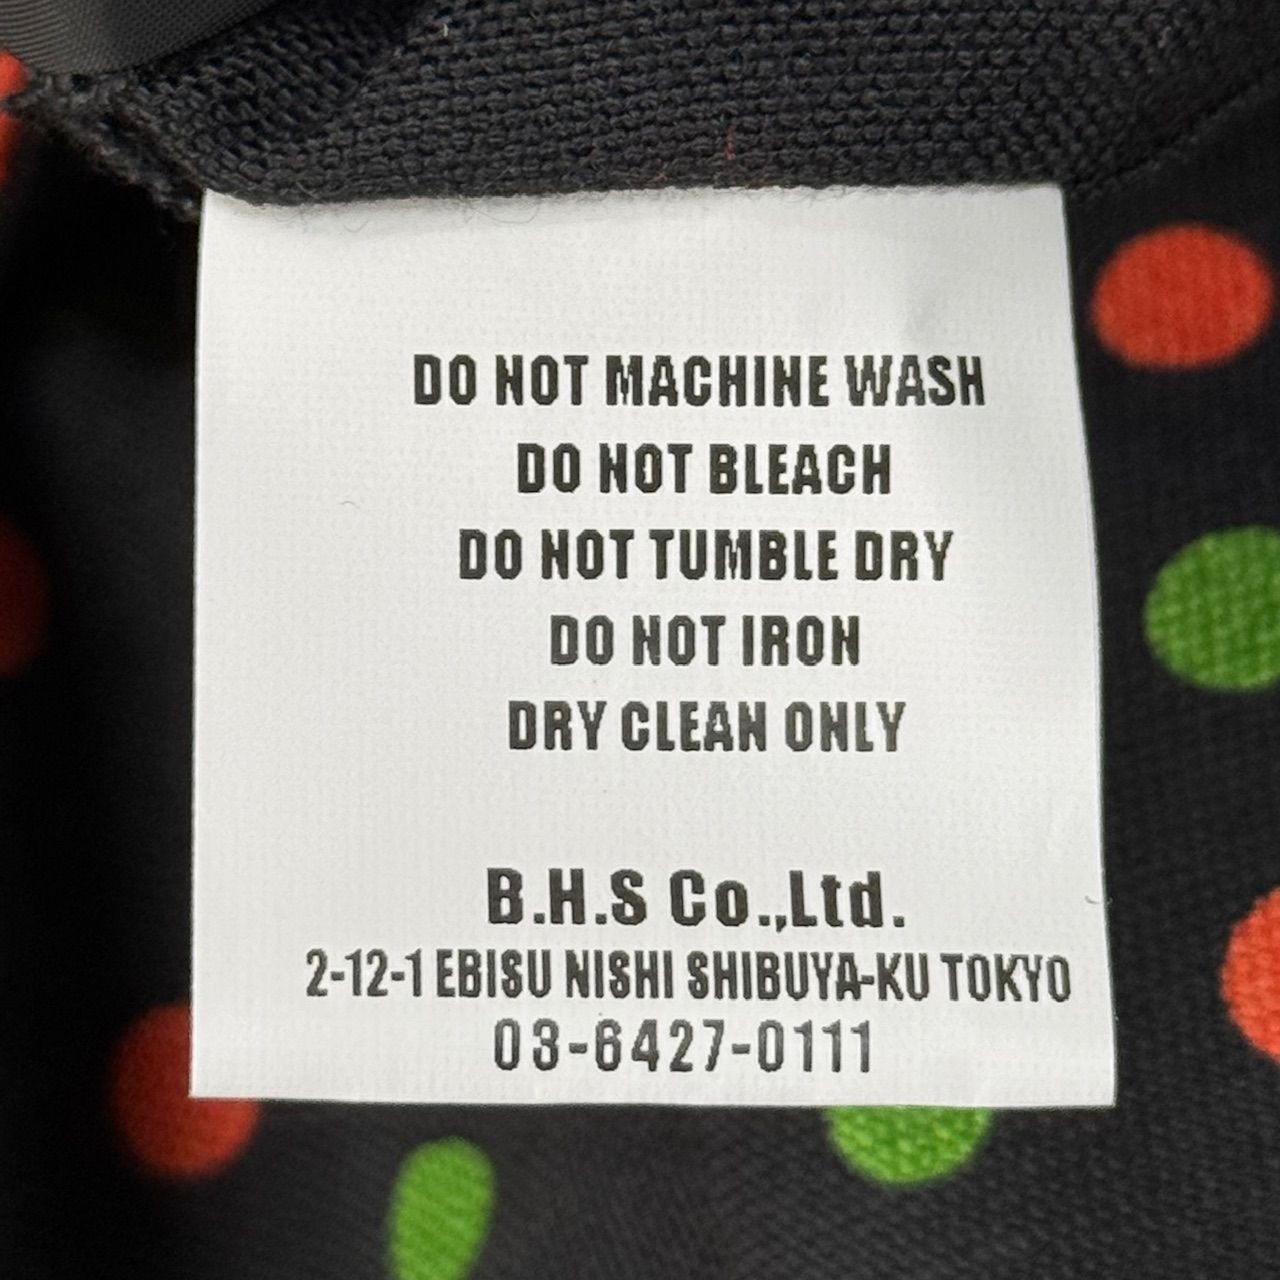 DO NOT MACHINE WASH
DO NOT BLEACH
DO NOT TUMBLE DRY
DO NOT IRON
DRY CLEAN ONLY
B.H.S Co.,Ltd.
2-12-1 EBISU NISHI SHIBUYA-KU TOKYO
03-6427-0111